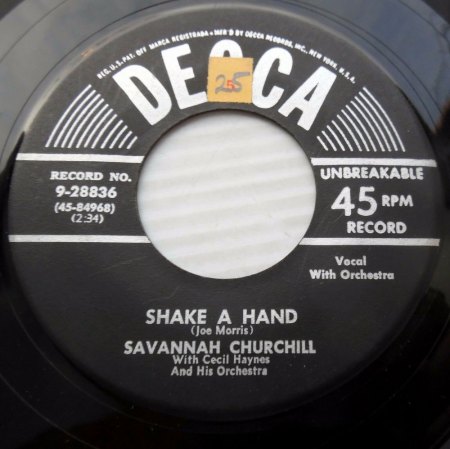 REG. U.S. PAT. OFF MARCA REGISTRADA • MFR'D BY DECCA RECORDS, INC., NEW YORK, U.S.A.
DECCA
25
RECORD NO.
9-28836
(45-84968)
(2:34)
UNBREAKABLE
45 RPM
RECORD
Vocal
With Orchestra
SHAKE A HAND
(Joe Morris)
SAVANNAH CHURCHILL
With Cecil Haynes
And His Orchestra